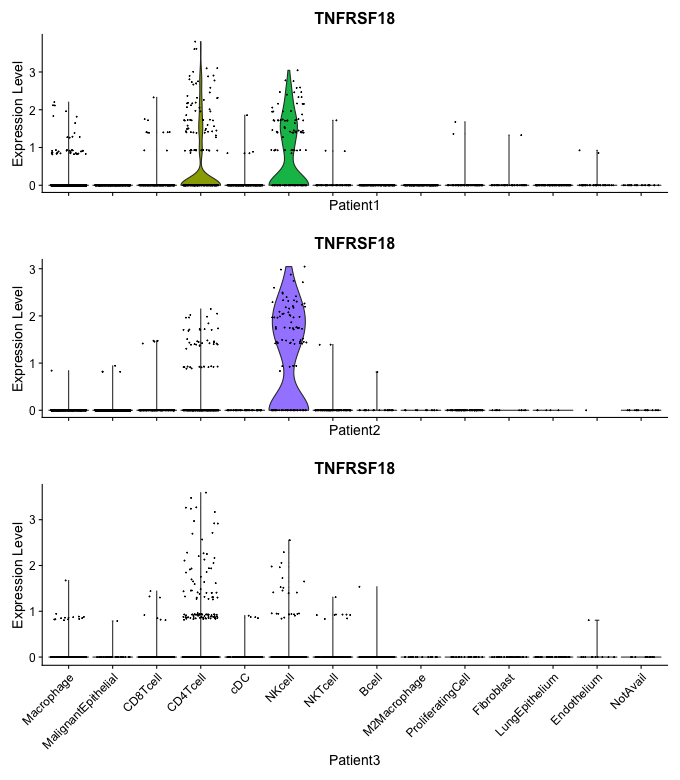 TNFRSF18
Expression Level
3
2
1
0
Patient1
TNFRSF18
Expression Level
3
2
1
0
Patient2
TNFRSF18
Expression Level
3
2
1
0
Macrophage
MalignantEpithelial
CD8Tcell
CD4Tcell
cDC
NKcell
NKTcell
Bcell
M2Macrophage
ProliferatingCell
Fibroblast
LungEpithelium
Endothelium
NotAvail
Patient3